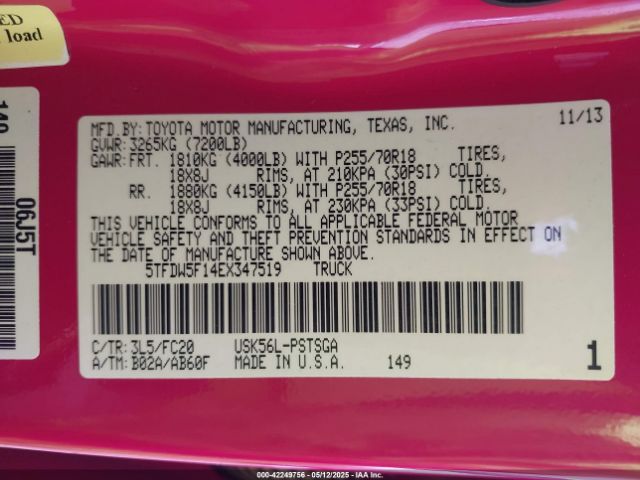 ED
load
149
06J5T
MFD.BY: TOYOTA MOTOR MANUFACTURING, TEXAS, INC. 11/13
GVWR: 3265KG (7200LB)
GAWR: FRT. 1810KG (4000LB) WITH P255/70R18 TIRES,
18X8J RIMS, AT 210KPA (30PSI) COLD.
RR. 1880KG (4150LB) WITH P255/70R18 TIRES,
18X8J RIMS, AT 230KPA (33PSI) COLD.
THIS VEHICLE CONFORMS TO ALL APPLICABLE FEDERAL MOTOR
VEHICLE SAFETY AND THEFT PREVENTION STANDARDS IN EFFECT ON
THE DATE OF MANUFACTURE SHOWN ABOVE.
5TFDW5F14EX347519 TRUCK
C/TR: 3L5/FC20 USK56L-PSTSGA
A/TM: B02A/AB60F MADE IN U.S.A. 149 1
000-42249756 - 05/12/2025 - IAA Inc.